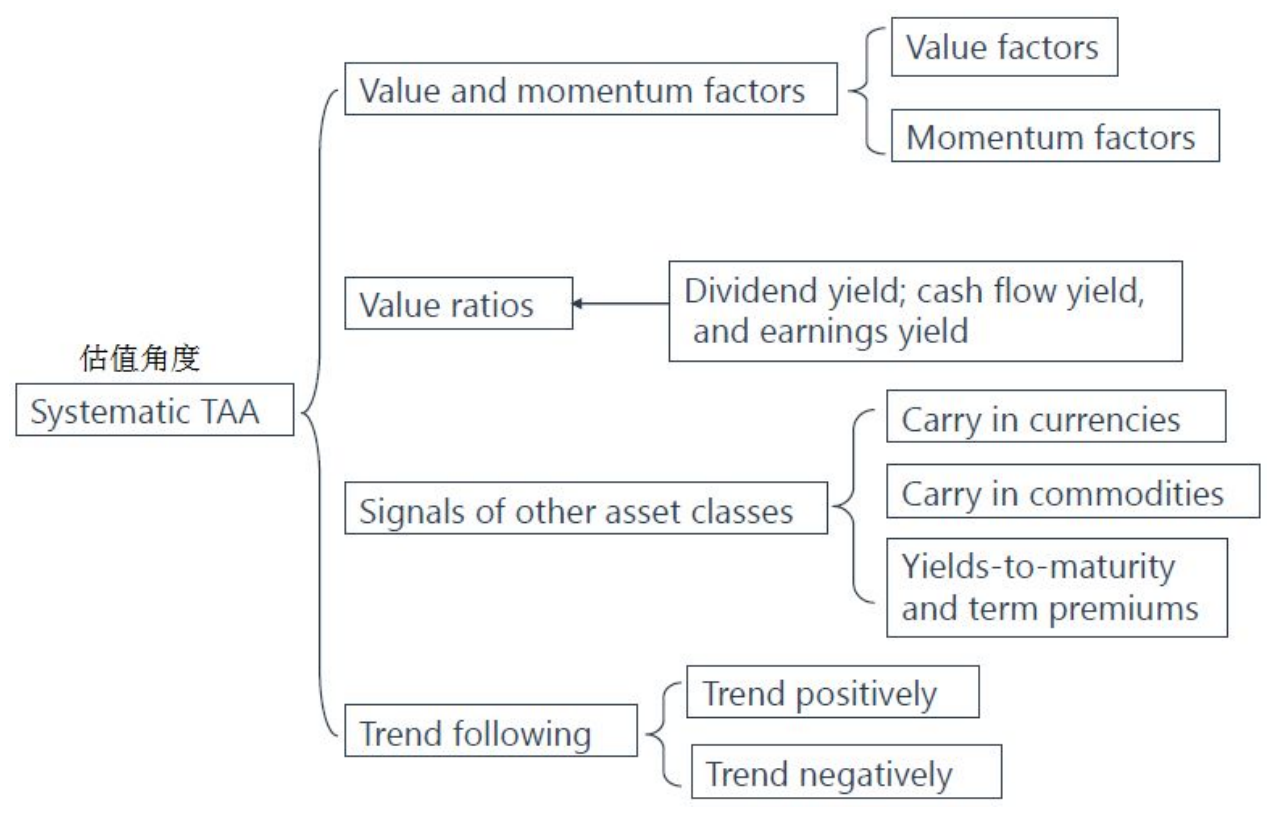 Value factors
Value and momentum factors
Momentum factors
Value ratios
Dividend yield; cash flow yield,
and earnings yield
估值角度
Systematic TAA
Carry in currencies
Signals of other asset classes
Carry in commodities
Yields-to-maturity
and term premiums
Trend following
Trend positively
Trend negatively